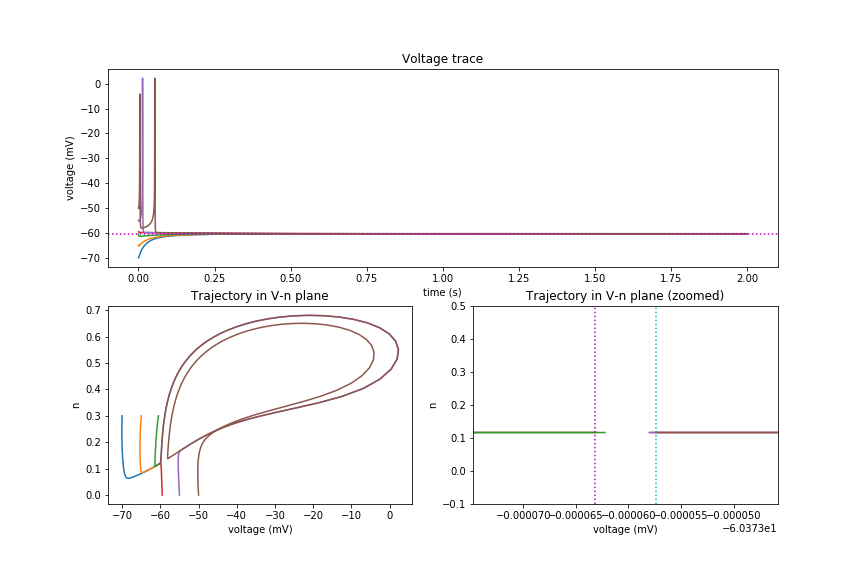 Voltage trace
voltage (mV)
0
−10
−20
−30
−40
−50
−60
−70
0.00 0.25 0.50 0.75 1.00 1.25 1.50 1.75 2.00
time (s)
Trajectory in V-n plane
n
0.7
0.6
0.5
0.4
0.3
0.2
0.1
0.0
−70 −60 −50 −40 −30 −20 −10 0
voltage (mV)
Trajectory in V-n plane (zoomed)
n
0.5
0.4
0.3
0.2
0.1
0.0
−0.1
−0.000070 −0.000065 −0.000060 −0.000055 −0.000050
voltage (mV)
−6.0373e1